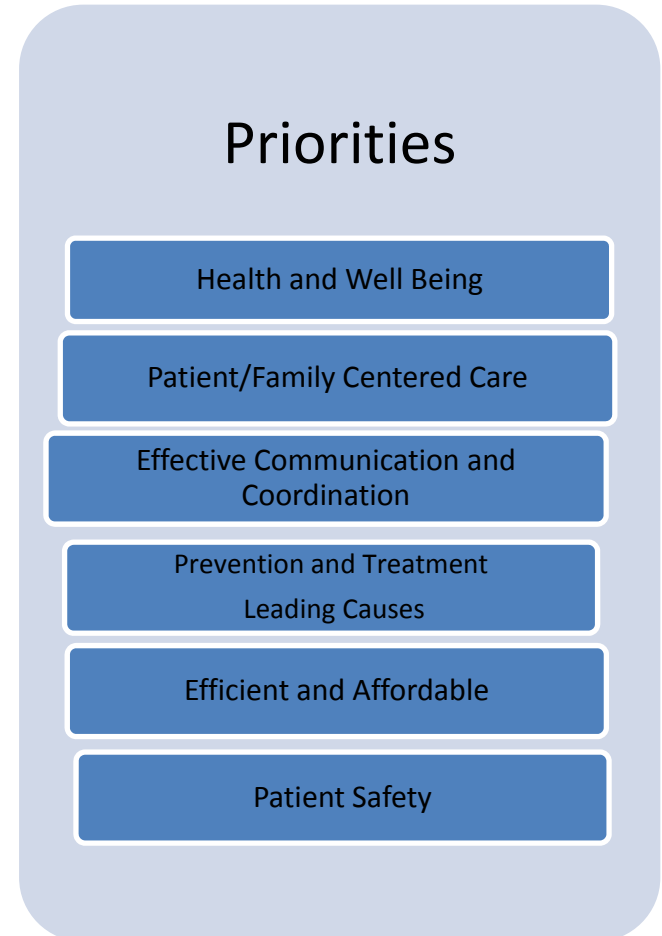 Priorities
Health and Well Being
Patient/Family Centered Care
Effective Communication and
Coordination
Prevention and Treatment
Leading Causes
Efficient and Affordable
Patient Safety